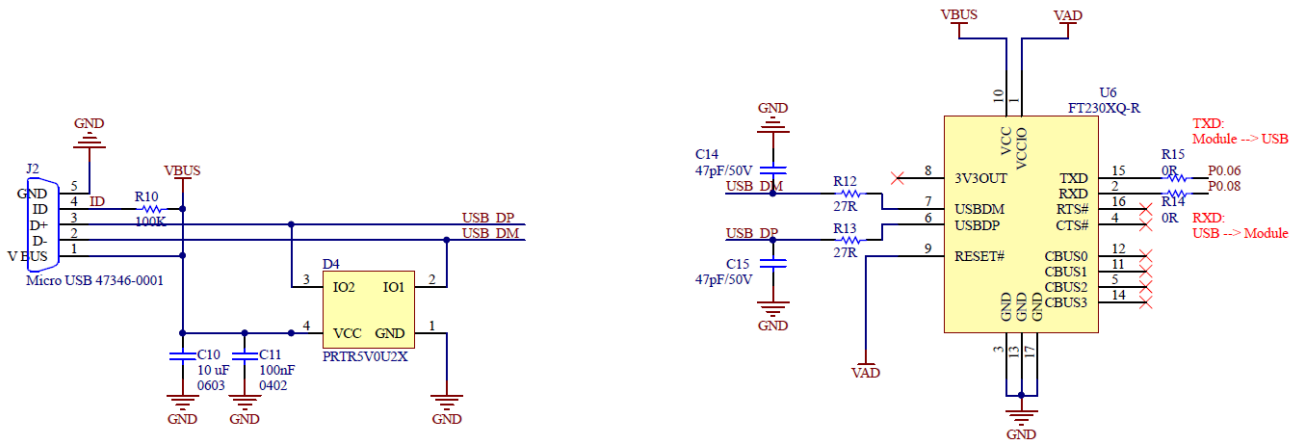 GND
J2
GND 5
ID 4 ID
D+ 3
D- 2
V BUS 1
Micro USB 47346-0001
R10
100K
VBUS
USB_DP
USB_DM
D4
3 IO2 IO1 2
4 VCC GND 1
PRTR5V0U2X
C10
10 uF
0603
GND
C11
100nF
0402
GND
GND
VBUS
VAD
10
1
U6
FT230XQ-R
VCC
VCCIO
GND
C14
47pF/50V
USB_DM
R12
27R
USB_DP
R13
27R
C15
47pF/50V
GND
VAD
8 3V3OUT
7 USBDM
6 USBDP
9 RESET#
TXD 15
RXD 2
RTS# 16
CTS# 4
CBUS0 12
CBUS1 11
CBUS2 5
CBUS3 14
GND
GND
GND
3
13
17
GND
TXD:
Module --> USB
R15
0R
P0.06
P0.08
R14
0R
RXD:
USB --> Module